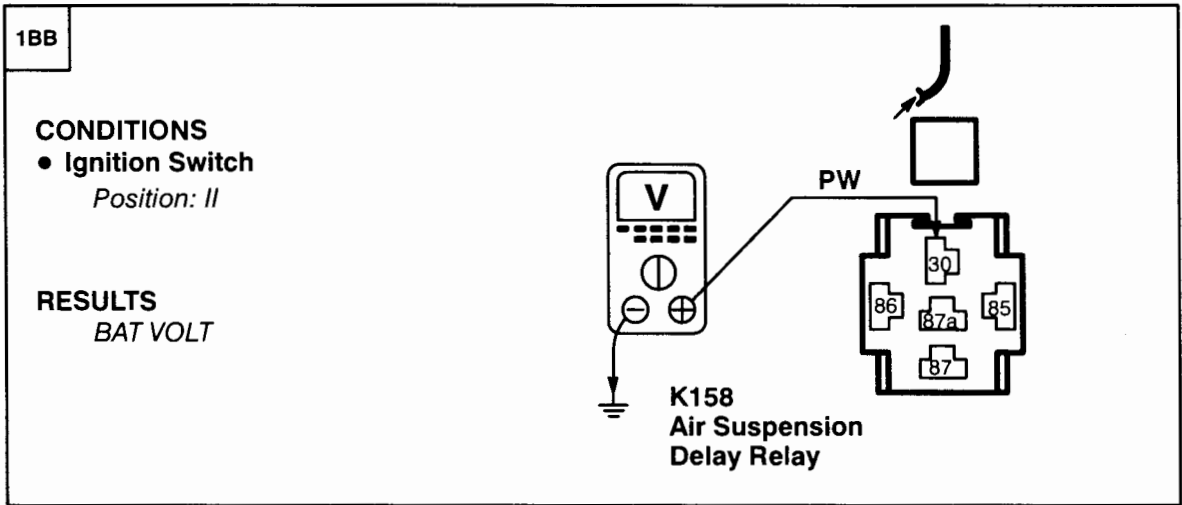 1BB
CONDITIONS
● Ignition Switch
Position: II
RESULTS
BAT VOLT
V
PW
30
86
87a
85
87
K158
Air Suspension
Delay Relay